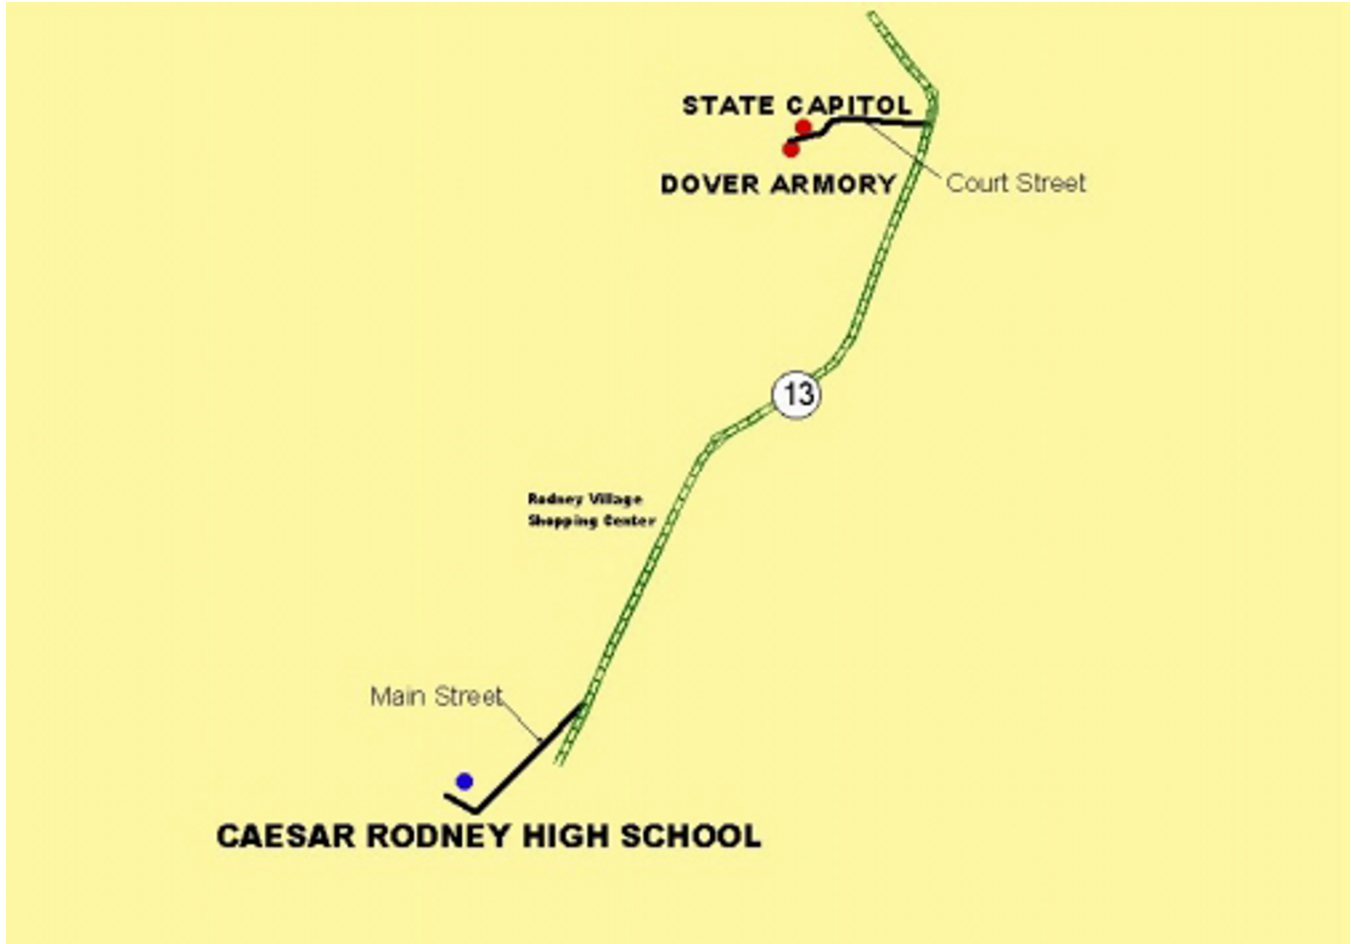 STATE CAPITOL
DOVER ARMORY
Court Street
13
Rodney Village
Shopping Center
Main Street
CAESAR RODNEY HIGH SCHOOL